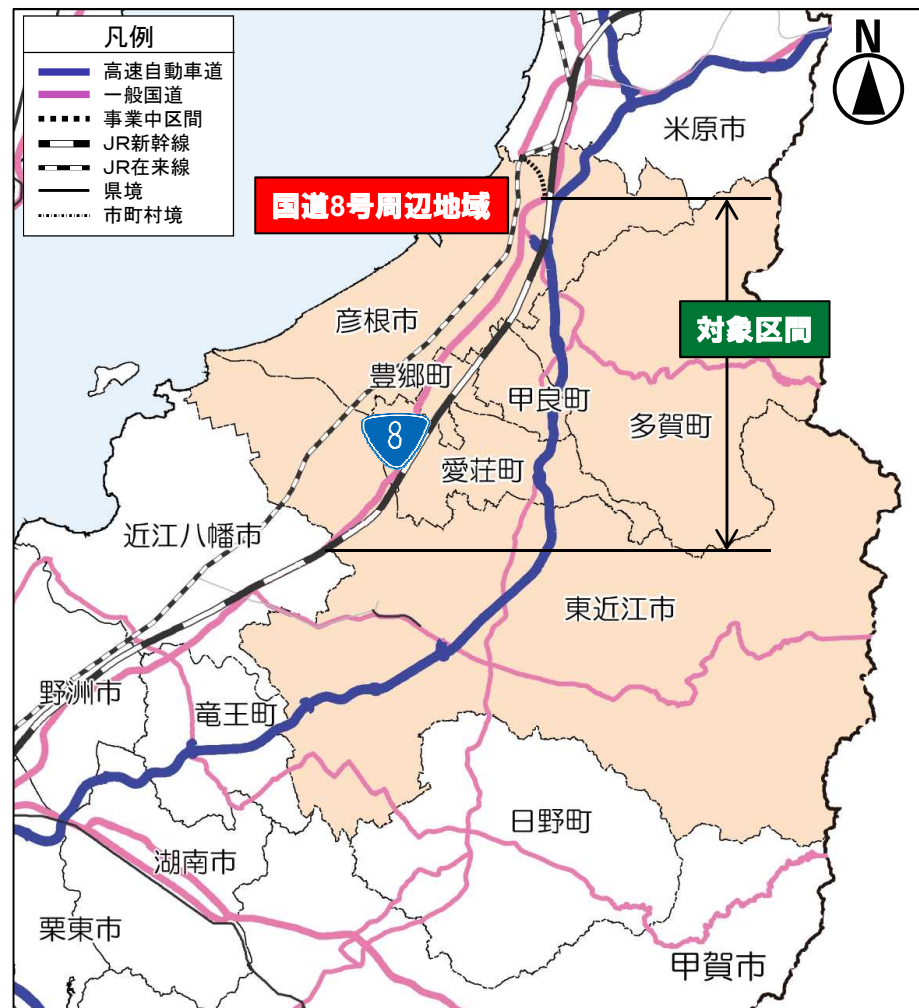 凡例
高速自動車道
一般国道
事業中区間
JR新幹線
JR在来線
県境
市町村境
N
米原市
国道8号周辺地域
対象区間
彦根市
豊郷町
甲良町
多賀町
8
愛荘町
近江八幡市
東近江市
野洲市
竜王町
日野町
湖南市
栗東市
甲賀市